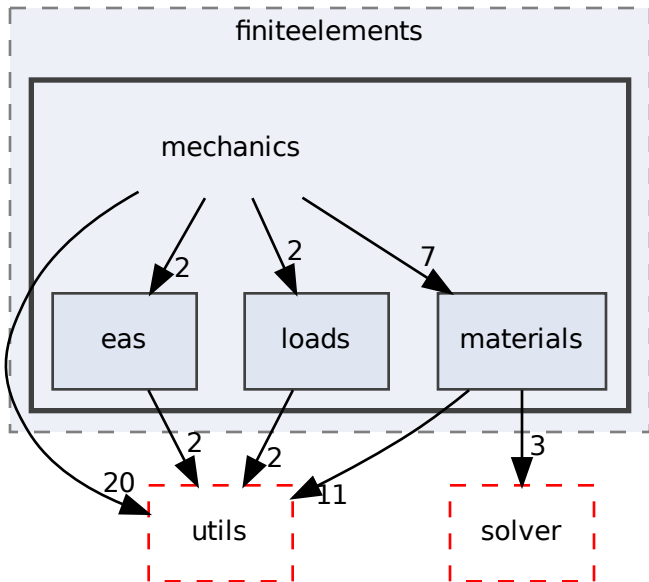 finiteelements
mechanics
2
2
7
eas
loads
materials
20
2
2
11
3
utils
solver